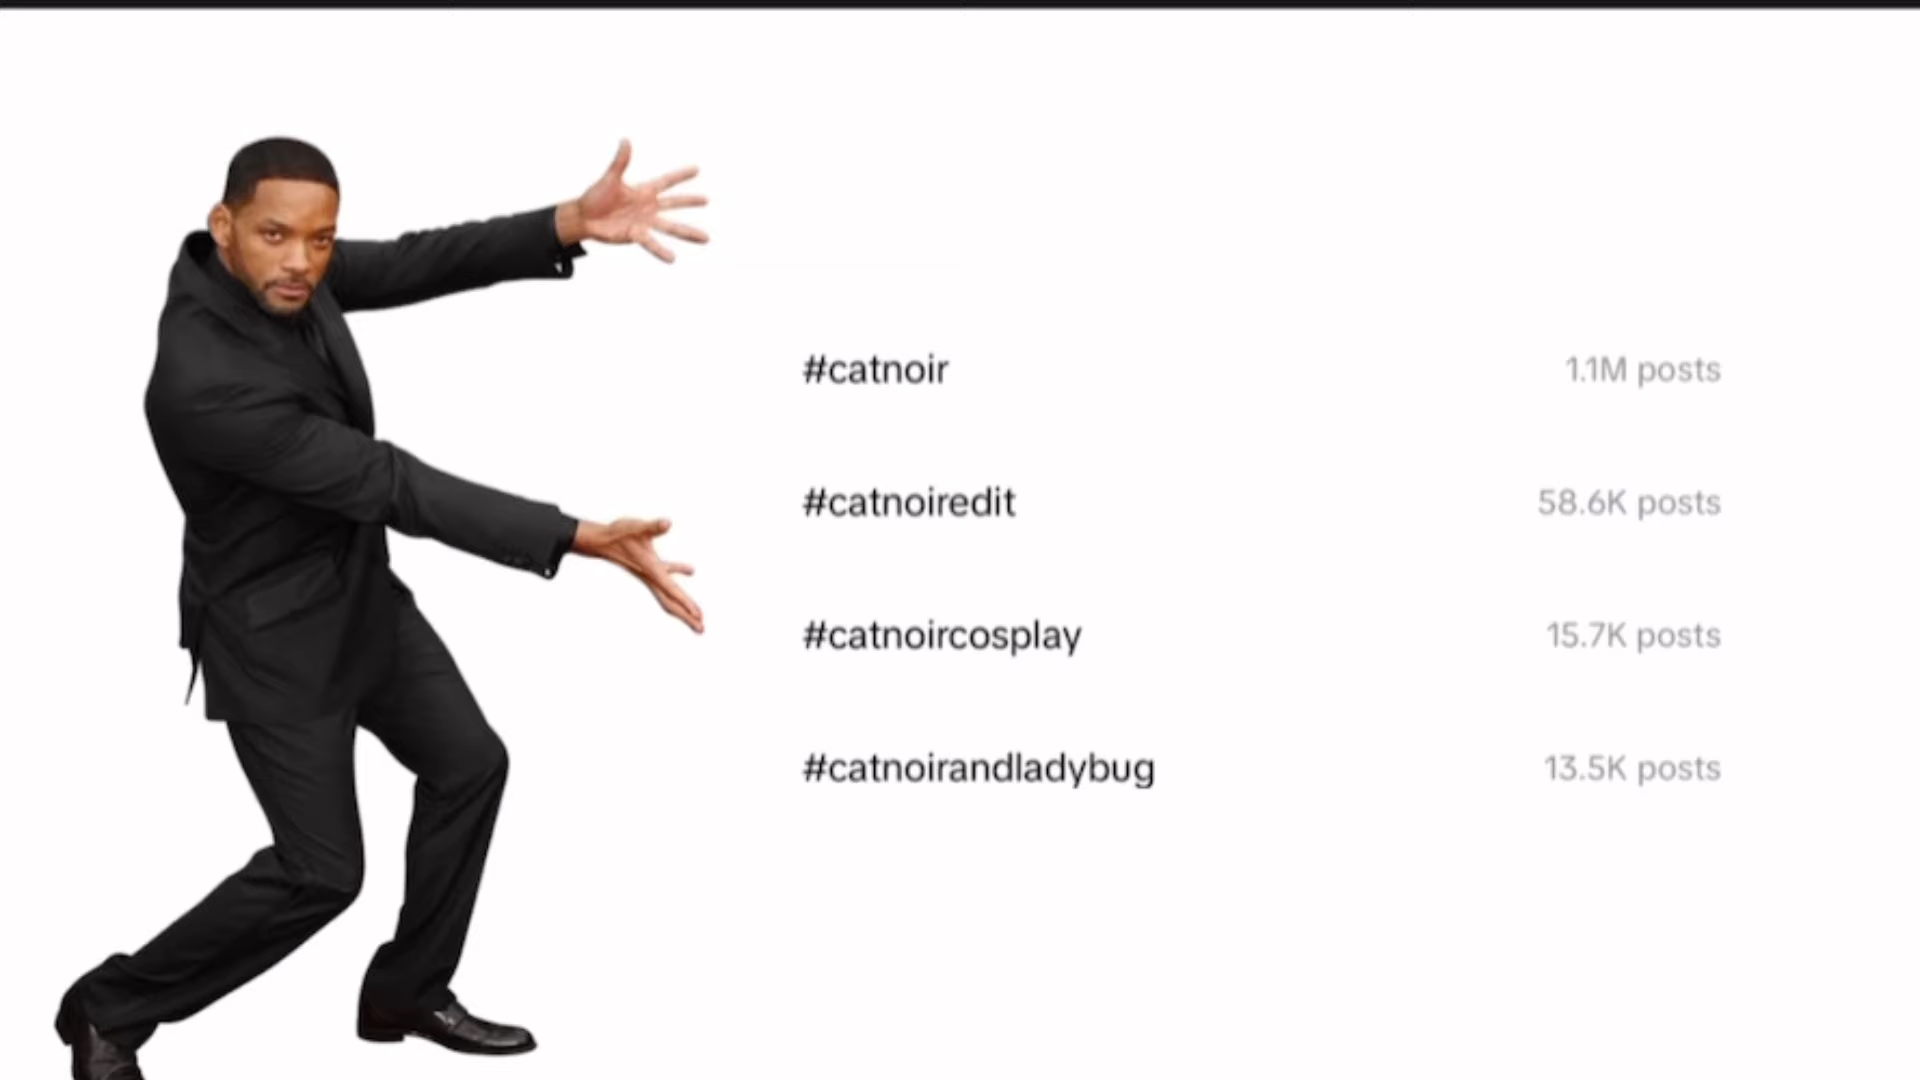 #catnoir 1.1M posts
#catnoiredit 58.6K posts
#catnoircosplay 15.7K posts
#catnoirandladybug 13.5K posts